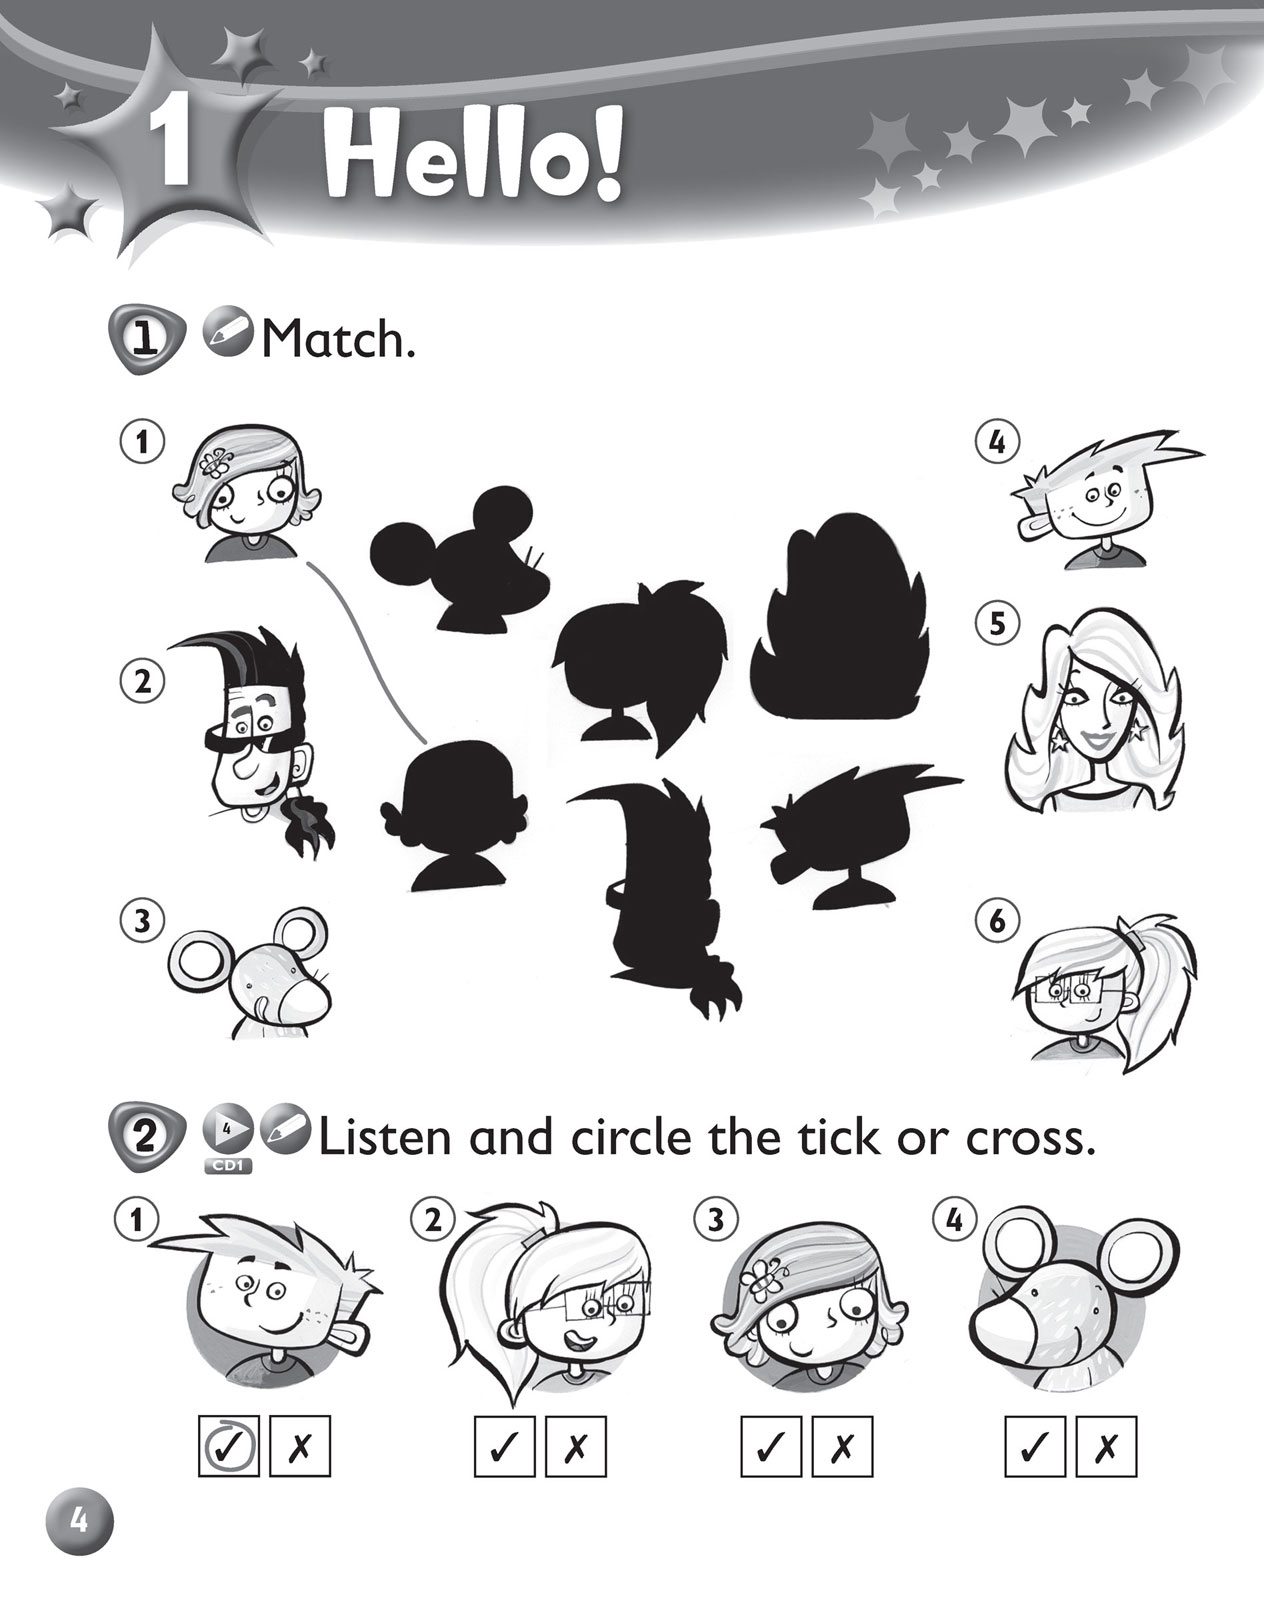 1 Hello!
1 Match.
1
4
2
5
3
6
2 4 CD1 Listen and circle the tick or cross.
1 2 3 4
✓ ✗ ✓ ✗ ✓ ✗ ✓ ✗
4